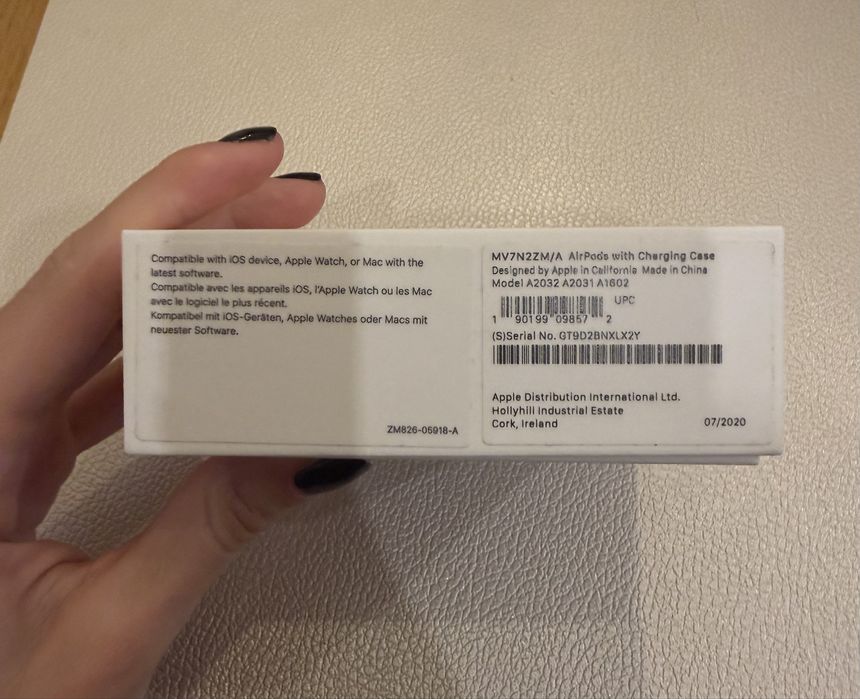 Compatible with iOS device, Apple Watch, or Mac with the
latest software.
Compatible avec les appareils iOS, l'Apple Watch ou les Mac
avec le logiciel le plus récent.
Kompatibel mit iOS-Geräten, Apple Watches oder Macs mit
neuester Software.
ZM826-05918-A
MV7N2ZM/A AirPods with Charging Case
Designed by Apple in California Made in China
Model A2032 A2031 A1602
UPC
1 90199 09857 2
(S)Serial No. GT9D2BNXLX2Y
Apple Distribution International Ltd.
Hollyhill Industrial Estate
Cork, Ireland
07/2020